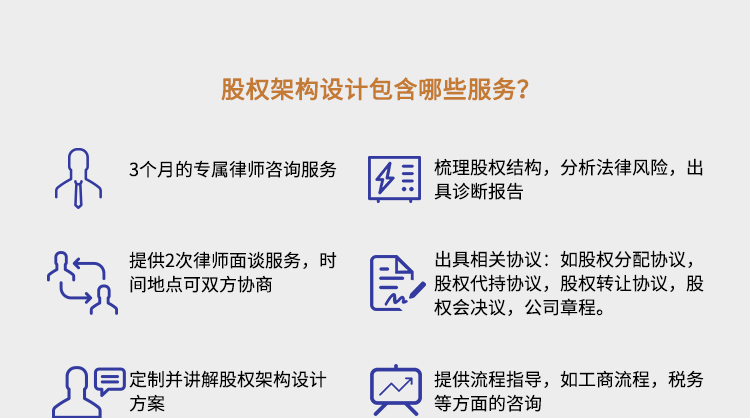 股权架构设计包含哪些服务？
3个月的专属律师咨询服务
梳理股权结构，分析法律风险，出
具诊断报告
提供2次律师面谈服务，时
间地点可双方协商
出具相关协议：如股权分配协议，
股权代持协议，股权转让协议，股
权会决议，公司章程。
定制并讲解股权架构设计
方案
提供流程指导，如工商流程，税务
等方面的咨询